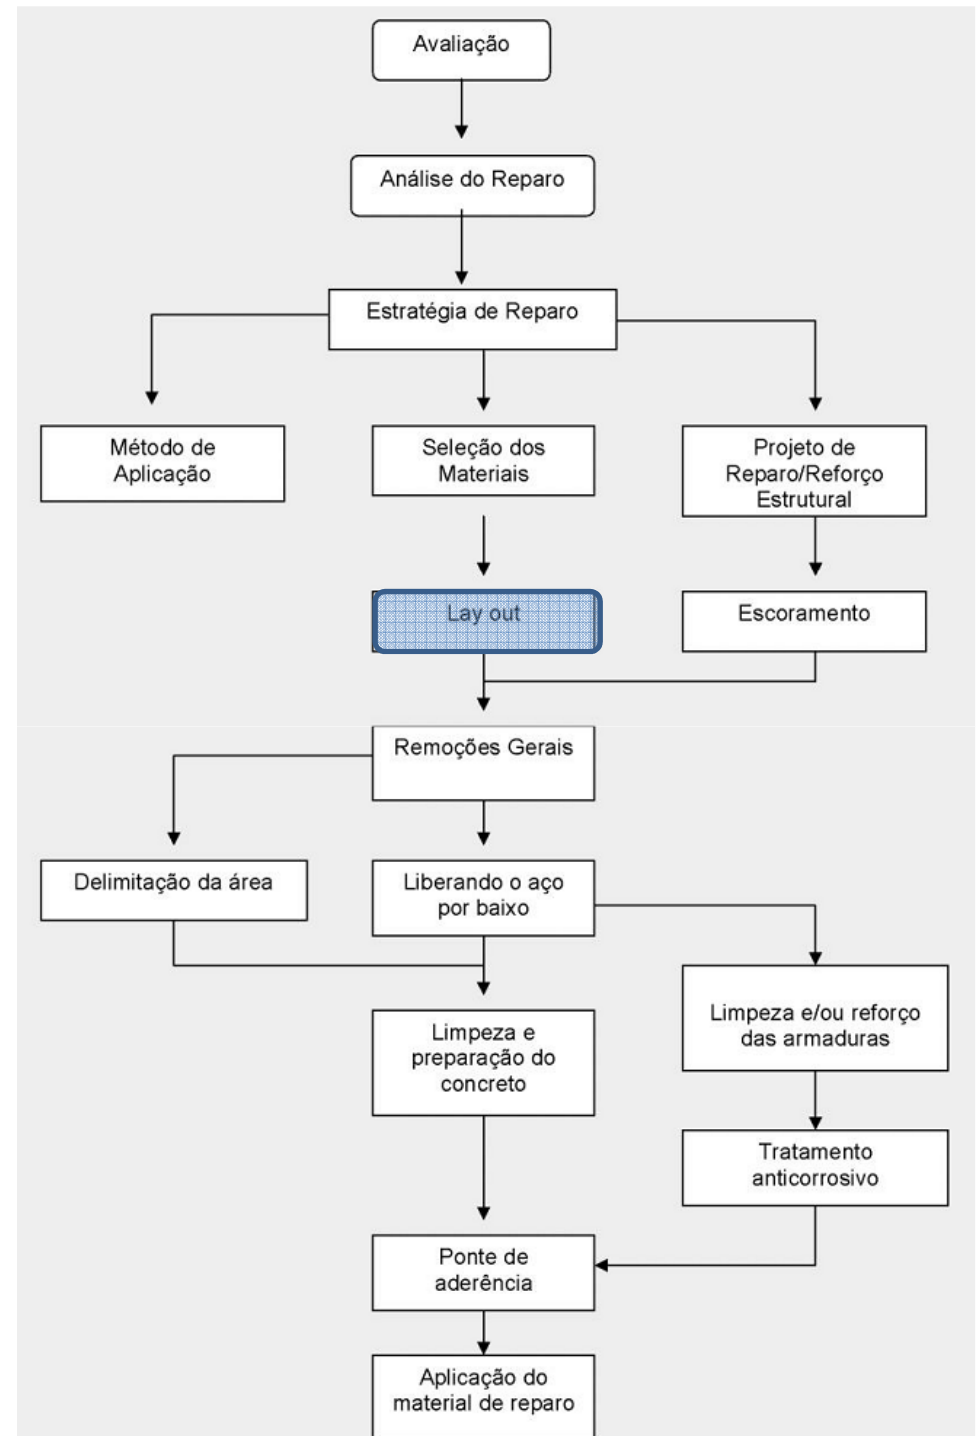 Avaliação
Análise do Reparo
Estratégia de Reparo
Método de
Aplicação
Seleção dos
Materiais
Projeto de
Reparo/Reforço
Estrutural
Lay out
Escoramento
Remoções Gerais
Delimitação da área
Liberando o aço
por baixo
Limpeza e
preparação do
concreto
Limpeza e/ou reforço
das armaduras
Tratamento
anticorrosivo
Ponte de
aderência
Aplicação do
material de reparo